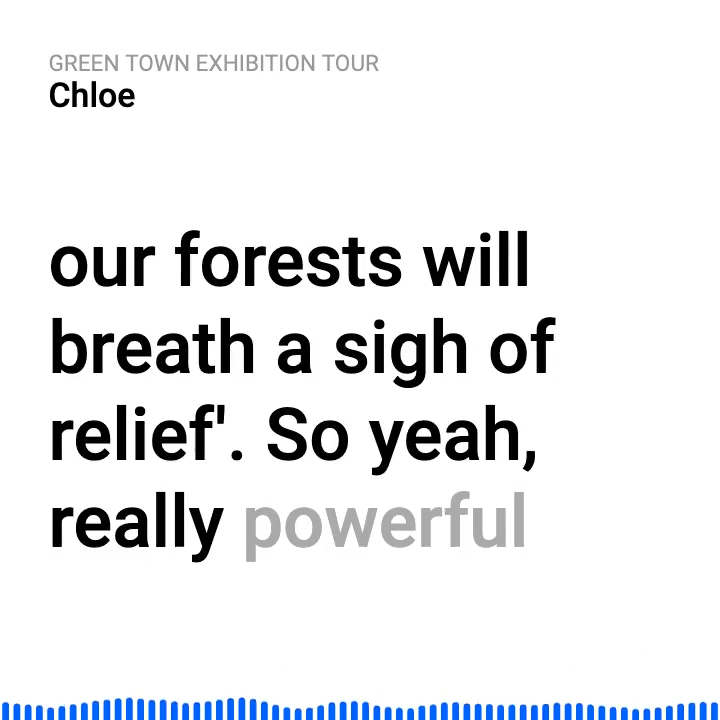 GREEN TOWN EXHIBITION TOUR
Chloe
our forests will
breath a sigh of
relief'. So yeah,
really powerful